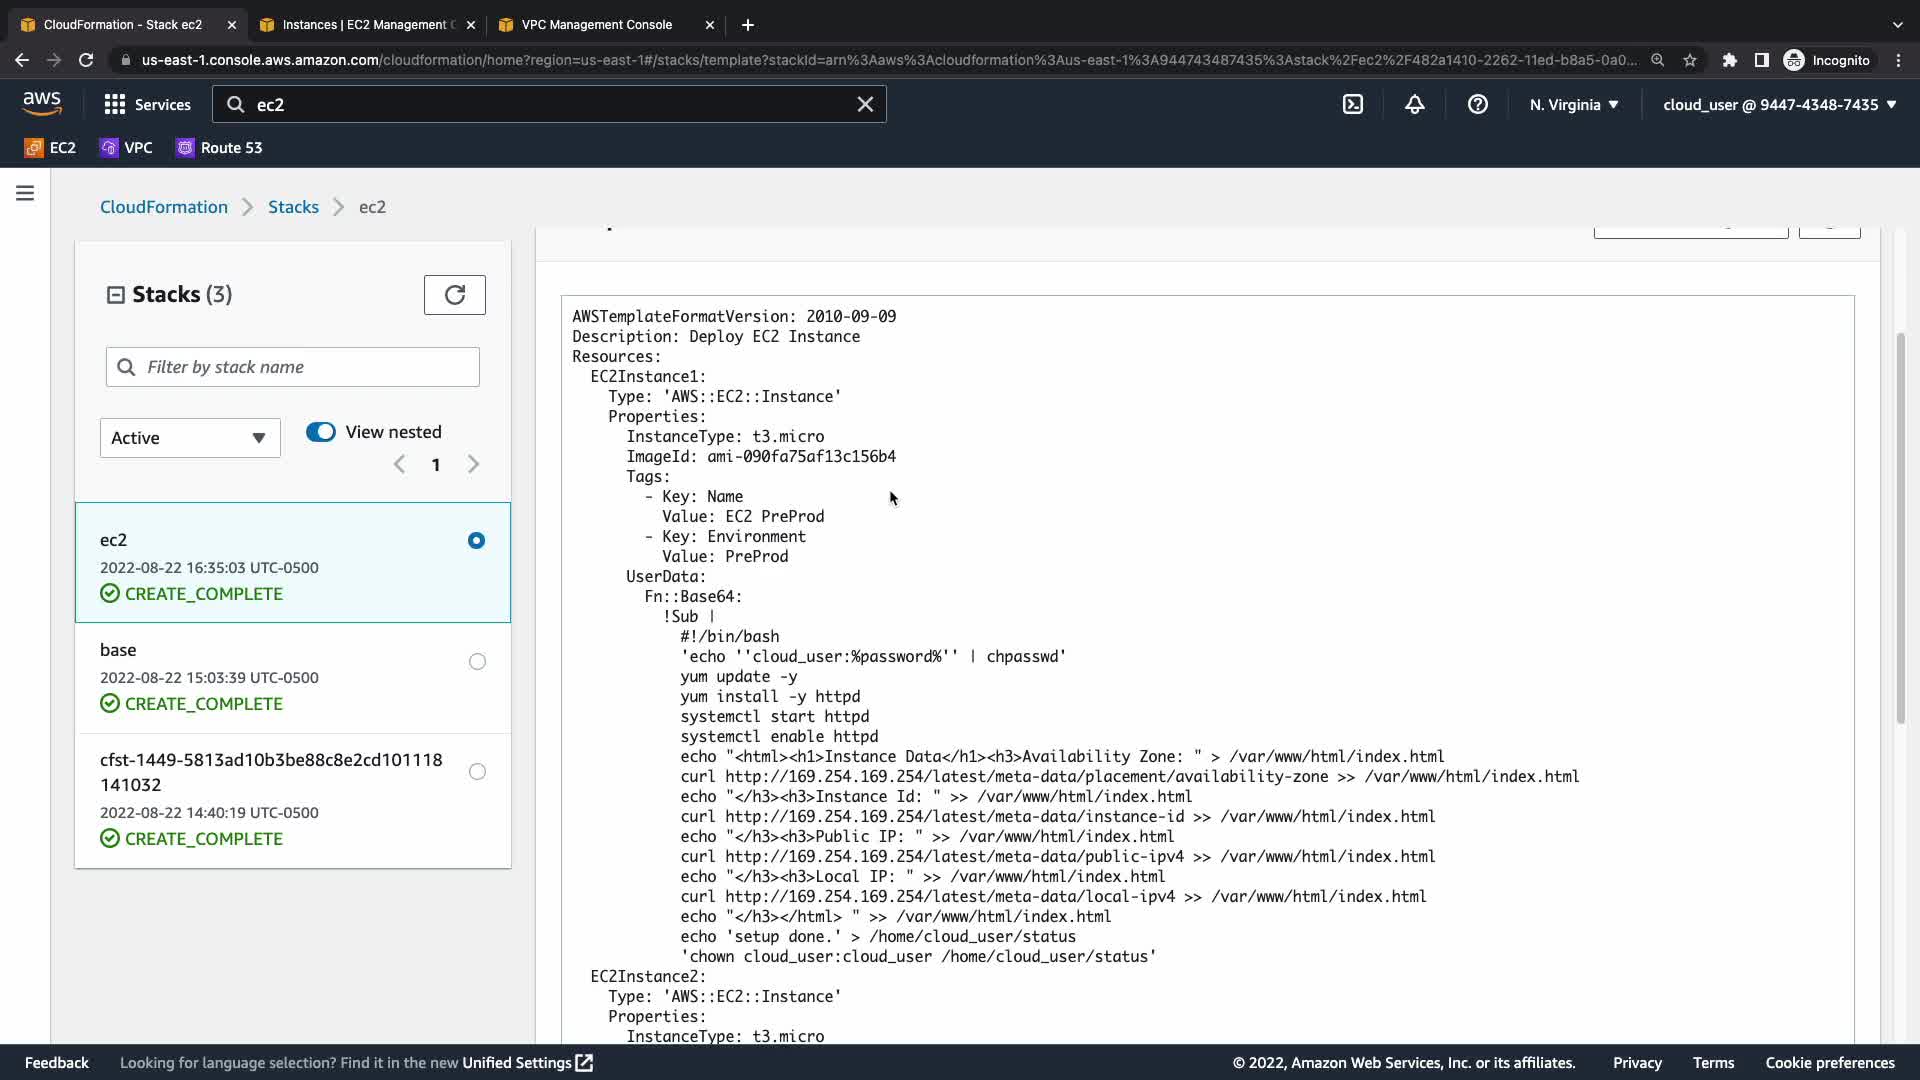 CloudFormation - Stack ec2
Instances | EC2 Management C
VPC Management Console
us-east-1.console.aws.amazon.com/cloudformation/home?region=us-east-1#/stacks/template?stackId=arn%3Aaws%3Acloudformation%3Aus-east-1%3A944743487435%3Astack%2Fec2%2F482a1410-2262-11ed-b8a5-0a0...
Incognito
aws
Services
ec2
N. Virginia
cloud_user @ 9447-4348-7435
EC2
VPC
Route 53
CloudFormation
Stacks
ec2
Stacks (3)
Filter by stack name
Active
View nested
1
ec2
2022-08-22 16:35:03 UTC-0500
CREATE_COMPLETE
base
2022-08-22 15:03:39 UTC-0500
CREATE_COMPLETE
cfst-1449-5813ad10b3be88c8e2cd101118
141032
2022-08-22 14:40:19 UTC-0500
CREATE_COMPLETE
AWSTemplateFormatVersion: 2010-09-09
Description: Deploy EC2 Instance
Resources:
EC2Instance1:
Type: 'AWS::EC2::Instance'
Properties:
InstanceType: t3.micro
ImageId: ami-090fa75af13c156b4
Tags:
- Key: Name
Value: EC2 PreProd
- Key: Environment
Value: PreProd
UserData:
Fn::Base64:
!Sub |
#!/bin/bash
'echo ''cloud_user:%password%'' | chpasswd'
yum update -y
yum install -y httpd
systemctl start httpd
systemctl enable httpd
echo "<html><h1>Instance Data</h1><h3>Availability Zone: " > /var/www/html/index.html
curl http://169.254.169.254/latest/meta-data/placement/availability-zone >> /var/www/html/index.html
echo "</h3><h3>Instance Id: " >> /var/www/html/index.html
curl http://169.254.169.254/latest/meta-data/instance-id >> /var/www/html/index.html
echo "</h3><h3>Public IP: " >> /var/www/html/index.html
curl http://169.254.169.254/latest/meta-data/public-ipv4 >> /var/www/html/index.html
echo "</h3><h3>Local IP: " >> /var/www/html/index.html
curl http://169.254.169.254/latest/meta-data/local-ipv4 >> /var/www/html/index.html
echo "</h3></html> " >> /var/www/html/index.html
echo 'setup done.' > /home/cloud_user/status
'chown cloud_user:cloud_user /home/cloud_user/status'
EC2Instance2:
Type: 'AWS::EC2::Instance'
Properties:
InstanceType: t3.micro
Feedback
Looking for language selection? Find it in the new Unified Settings
© 2022, Amazon Web Services, Inc. or its affiliates.
Privacy
Terms
Cookie preferences